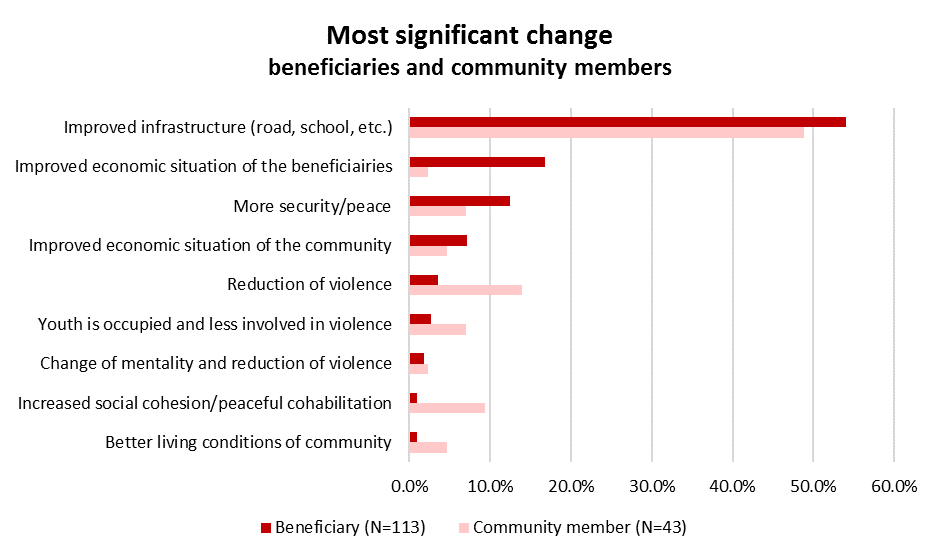 Most significant change
beneficiaries and community members
Improved infrastructure (road, school, etc.)
Improved economic situation of the beneficiairies
More security/peace
Improved economic situation of the community
Reduction of violence
Youth is occupied and less involved in violence
Change of mentality and reduction of violence
Increased social cohesion/peaceful cohabilitation
Better living conditions of community
0.0% 10.0% 20.0% 30.0% 40.0% 50.0% 60.0%
Beneficiary (N=113) Community member (N=43)